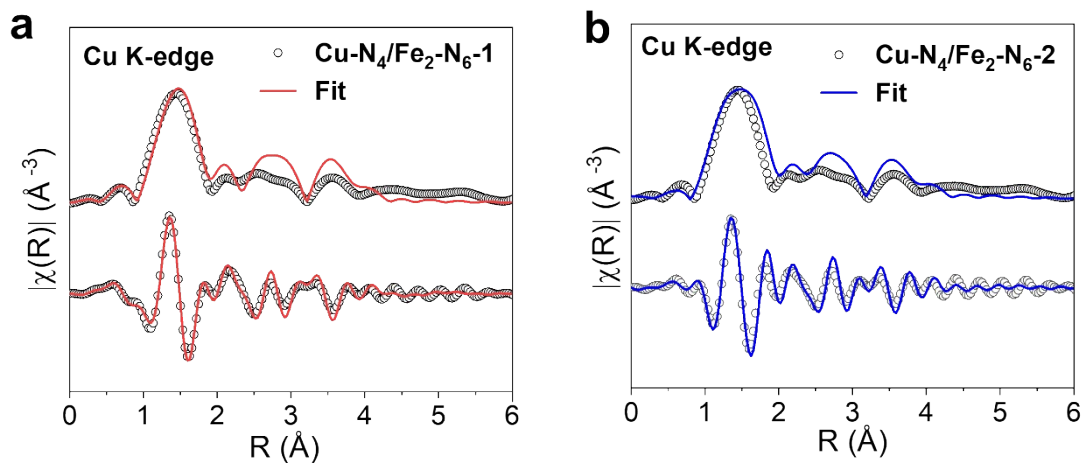 a
Cu K-edge
Cu-N₄/Fe₂-N₆-1
Fit
|χ(R)| (Å⁻³)
0 1 2 3 4 5 6
R (Å)
b
Cu K-edge
Cu-N₄/Fe₂-N₆-2
Fit
|χ(R)| (Å⁻³)
0 1 2 3 4 5 6
R (Å)